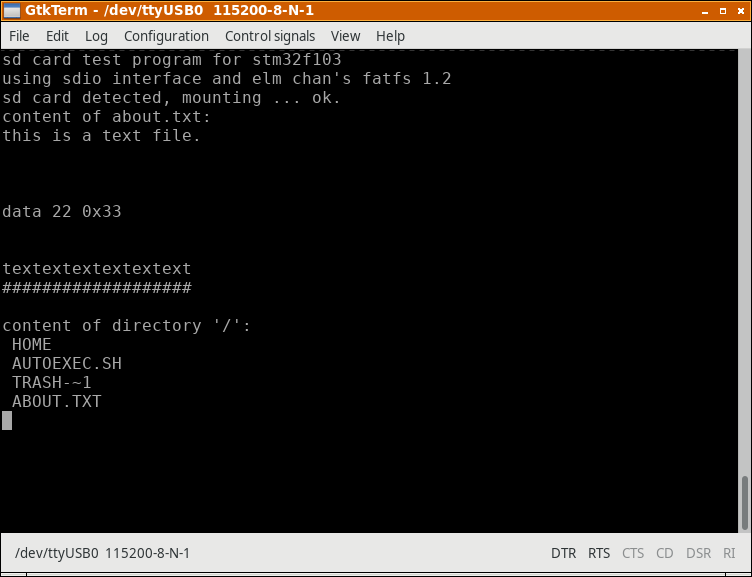 GtkTerm - /dev/ttyUSB0 115200-8-N-1
File Edit Log Configuration Control signals View Help
sd card test program for stm32f103
using sdio interface and elm chan's fatfs 1.2
sd card detected, mounting ... ok.
content of about.txt:
this is a text file.
data 22 0x33
textextextextextext
###################
content of directory '/':
HOME
AUTOEXEC.SH
TRASH-~1
ABOUT.TXT
/dev/ttyUSB0 115200-8-N-1 DTR RTS CTS CD DSR RI